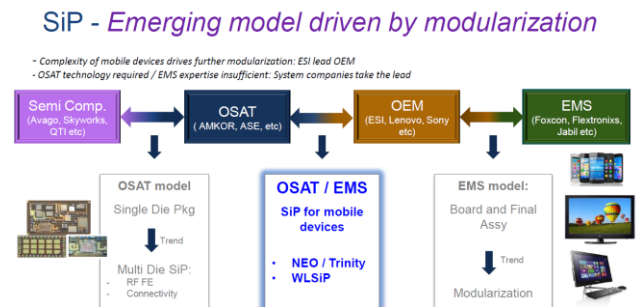 SiP - Emerging model driven by modularization
- Complexity of mobile devices drives further modularization: ESI lead OEM
- OSAT technology required / EMS expertise insufficient: System companies take the lead
Semi Comp.
(Avago, Skyworks,
QTI etc)
OSAT
( AMKOR, ASE, etc)
OEM
(ESI, Lenovo, Sony
etc)
EMS
(Foxcon, Flextronixs,
Jabil etc)
OSAT model
Single Die Pkg
Trend
Multi Die SiP:
- RF FE
- Connectivity
OSAT / EMS
SiP for mobile
devices
• NEO / Trinity
• WLSiP
EMS model:
Board and Final
Assy
Trend
Modularization